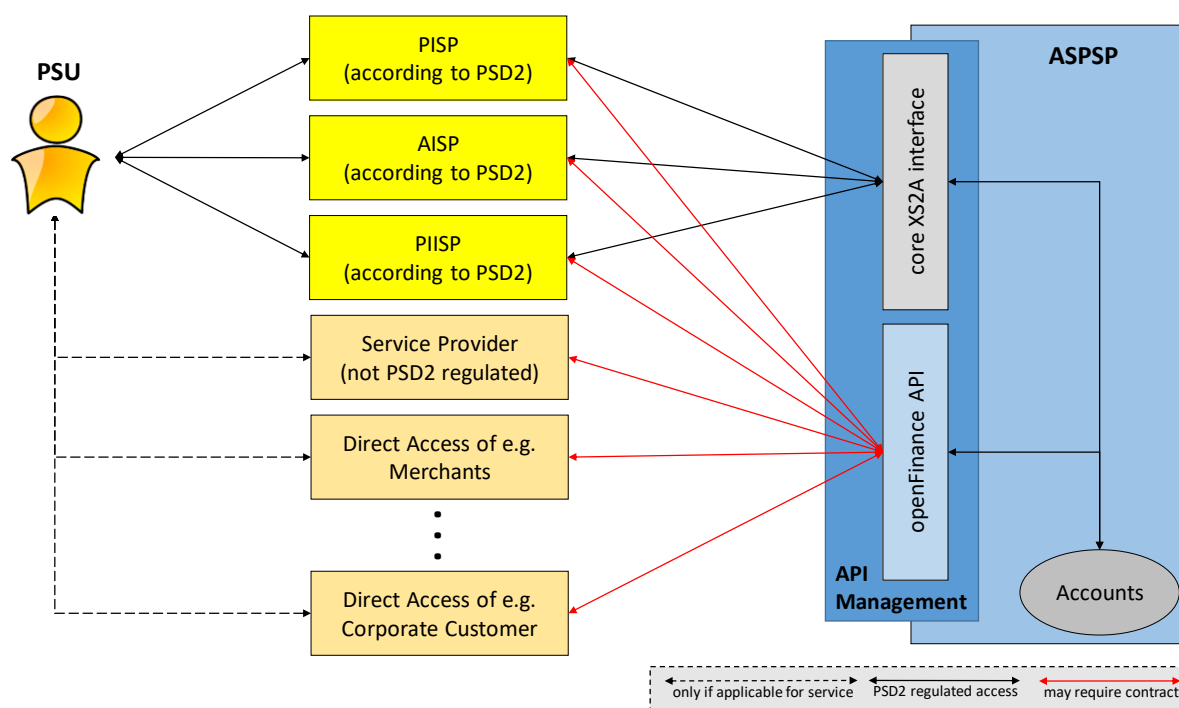 PSU
PISP
(according to PSD2)
AISP
(according to PSD2)
PIISP
(according to PSD2)
Service Provider
(not PSD2 regulated)
Direct Access of e.g.
Merchants
Direct Access of e.g.
Corporate Customer
ASPSP
core XS2A interface
openFinance API
API
Management
Accounts
only if applicable for service
PSD2 regulated access
may require contract